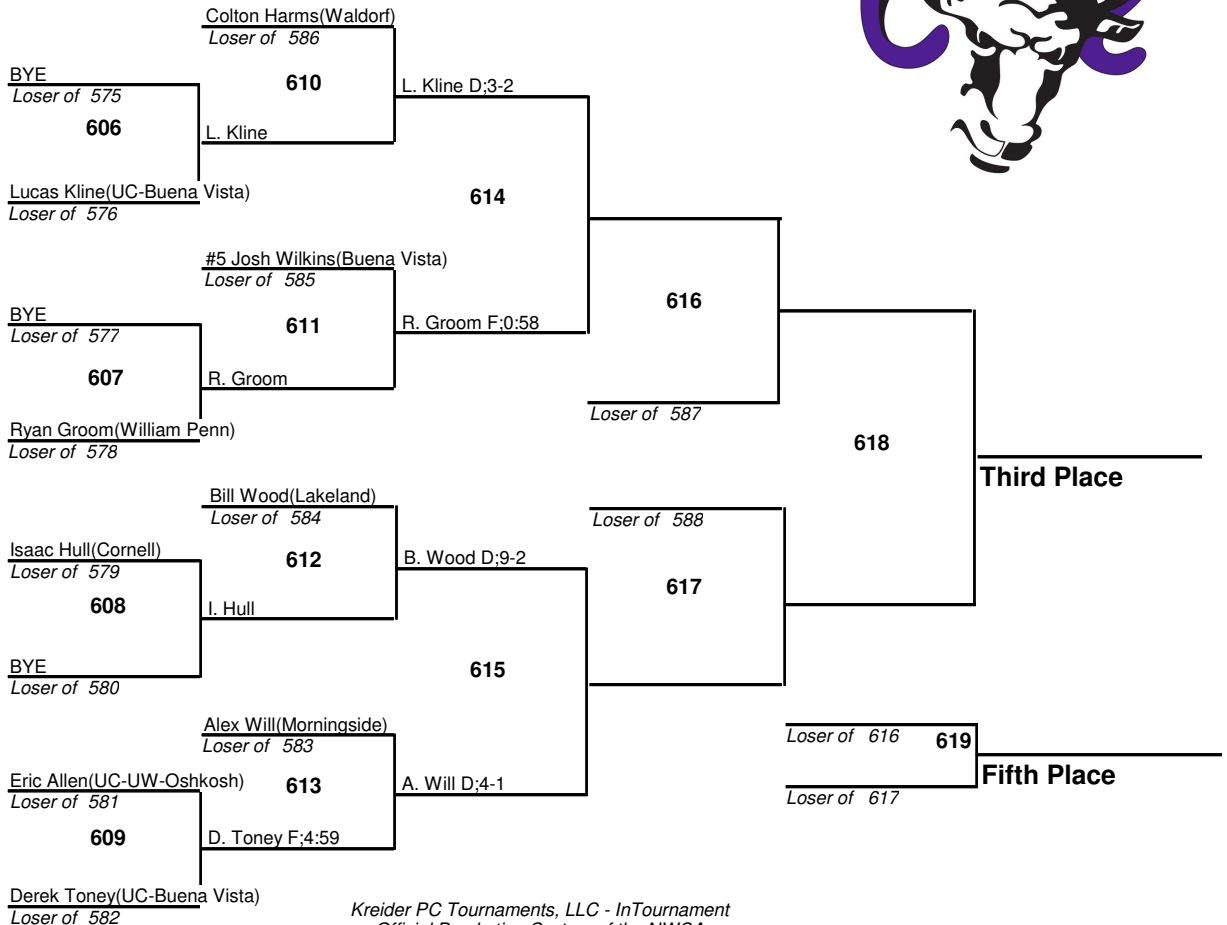 Colton Harms(Waldorf)
Loser of 586
BYE
Loser of 575
610
L. Kline D;3-2
606
L. Kline
Lucas Kline(UC-Buena Vista)
Loser of 576
614
#5 Josh Wilkins(Buena Vista)
Loser of 585
616
BYE
Loser of 577
611
R. Groom F;0:58
607
R. Groom
Loser of 587
Ryan Groom(William Penn)
Loser of 578
618
Third Place
Bill Wood(Lakeland)
Loser of 584
Loser of 588
Isaac Hull(Cornell)
Loser of 579
612
B. Wood D;9-2
617
608
I. Hull
BYE
Loser of 580
615
Alex Will(Morningside)
Loser of 583
Loser of 616
619
Eric Allen(UC-UW-Oshkosh)
Loser of 581
613
A. Will D;4-1
Fifth Place
Loser of 617
609
D. Toney F;4:59
Derek Toney(UC-Buena Vista)
Loser of 582
Kreider PC Tournaments, LLC - InTournament